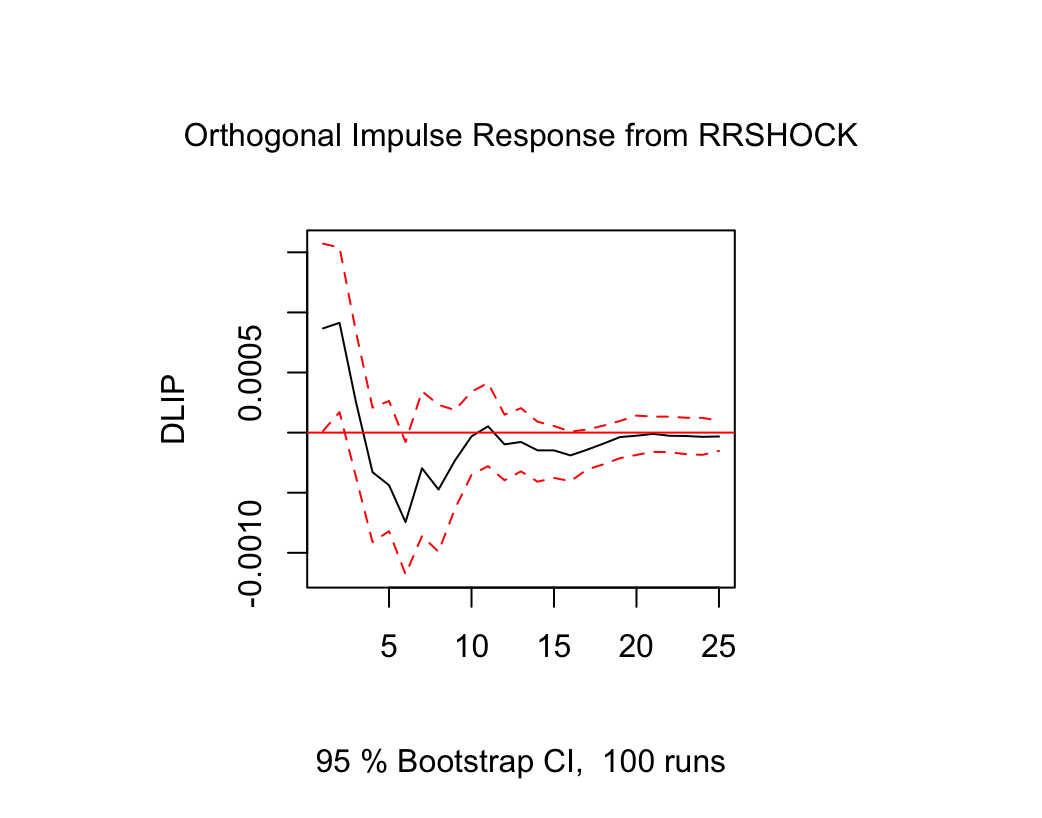 Orthogonal Impulse Response from RRSHOCK
DLIP
0.0005
-0.0010
5 10 15 20 25
95 % Bootstrap CI,  100 runs